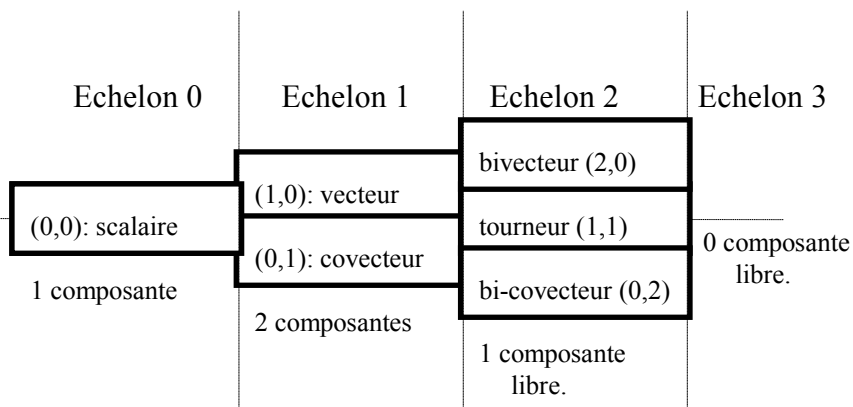 Echelon 0
Echelon 1
Echelon 2
Echelon 3
(0,0): scalaire
1 composante
(1,0): vecteur
(0,1): covecteur
2 composantes
bivecteur (2,0)
tourneur (1,1)
bi-covecteur (0,2)
1 composante
libre.
0 composante
libre.